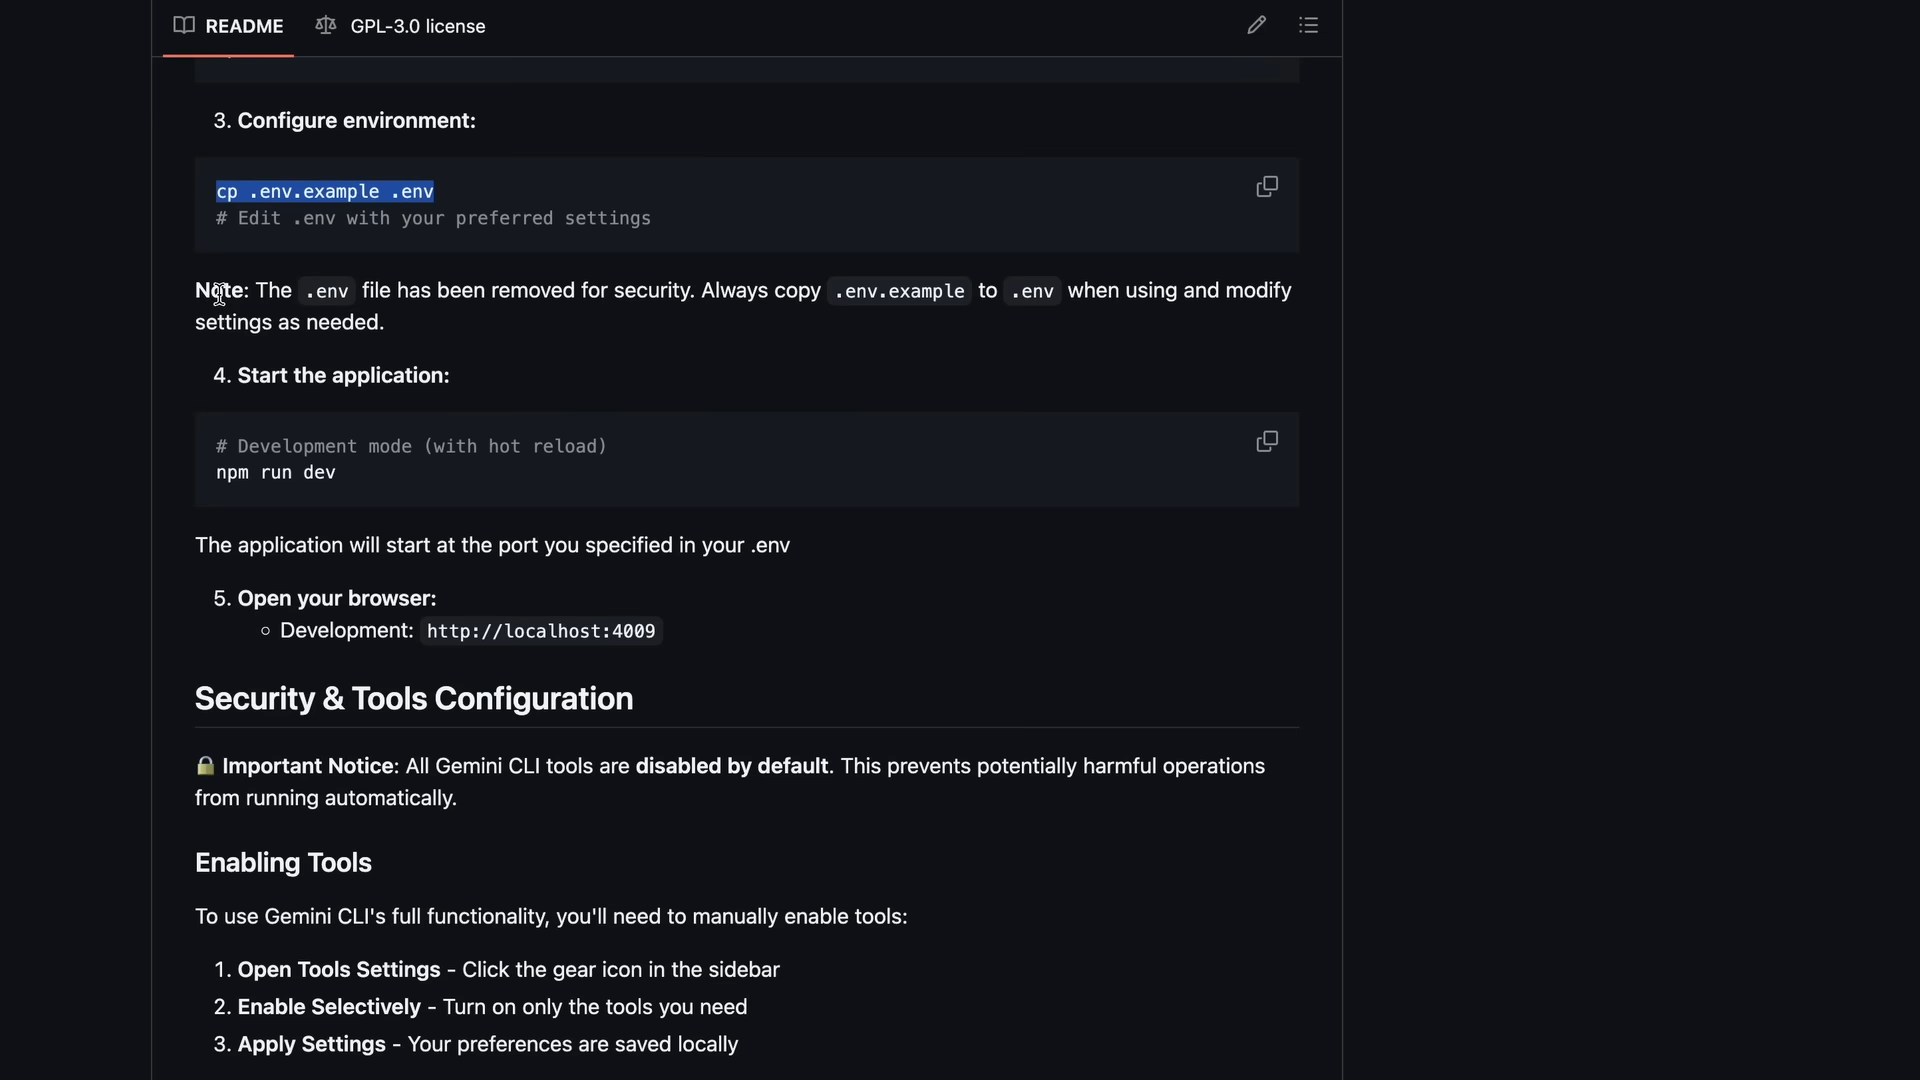 README GPL-3.0 license
3. Configure environment:
cp .env.example .env
# Edit .env with your preferred settings
Note: The .env file has been removed for security. Always copy .env.example to .env when using and modify
settings as needed.
4. Start the application:
# Development mode (with hot reload)
npm run dev
The application will start at the port you specified in your .env
5. Open your browser:
Development: http://localhost:4009
Security & Tools Configuration
🔒 Important Notice: All Gemini CLI tools are disabled by default. This prevents potentially harmful operations
from running automatically.
Enabling Tools
To use Gemini CLI's full functionality, you'll need to manually enable tools:
1. Open Tools Settings - Click the gear icon in the sidebar
2. Enable Selectively - Turn on only the tools you need
3. Apply Settings - Your preferences are saved locally